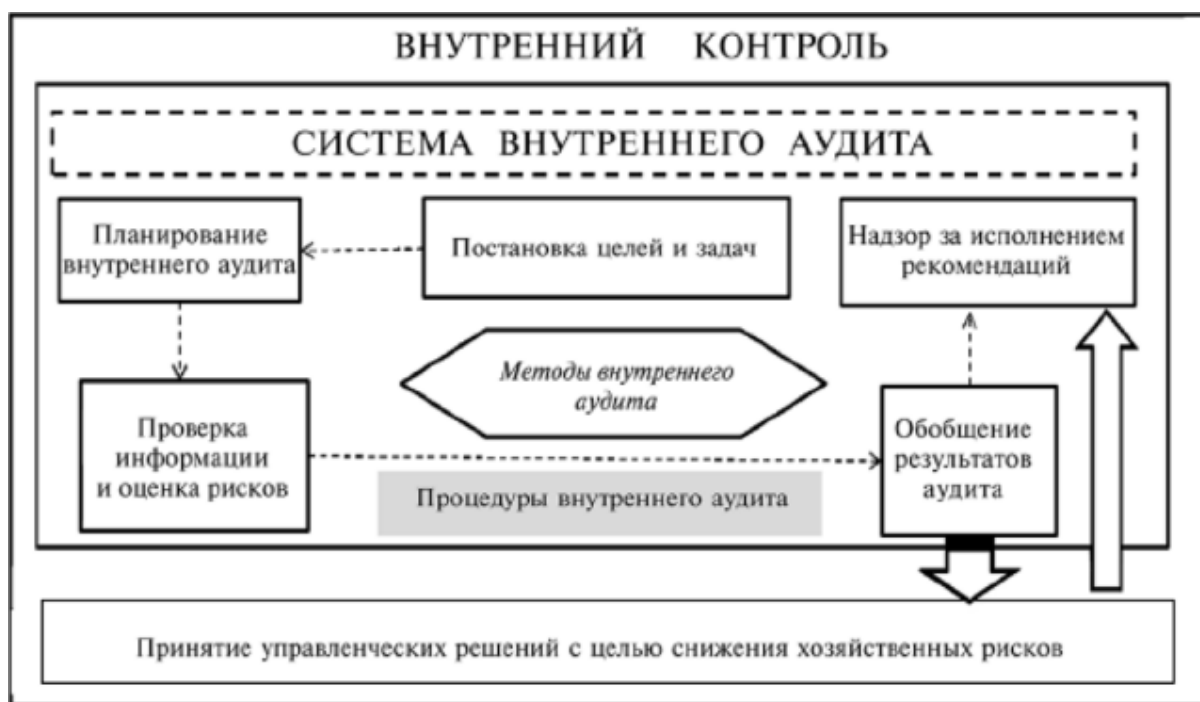 ВНУТРЕННИЙ КОНТРОЛЬ
СИСТЕМА ВНУТРЕННЕГО АУДИТА
Планирование
внутреннего аудита
Постановка целей и задач
Надзор за исполнением
рекомендаций
Методы внутреннего
аудита
Проверка
информации
и оценка рисков
Процедуры внутреннего аудита
Обобщение
результатов
аудита
Принятие управленческих решений с целью снижения хозяйственных рисков